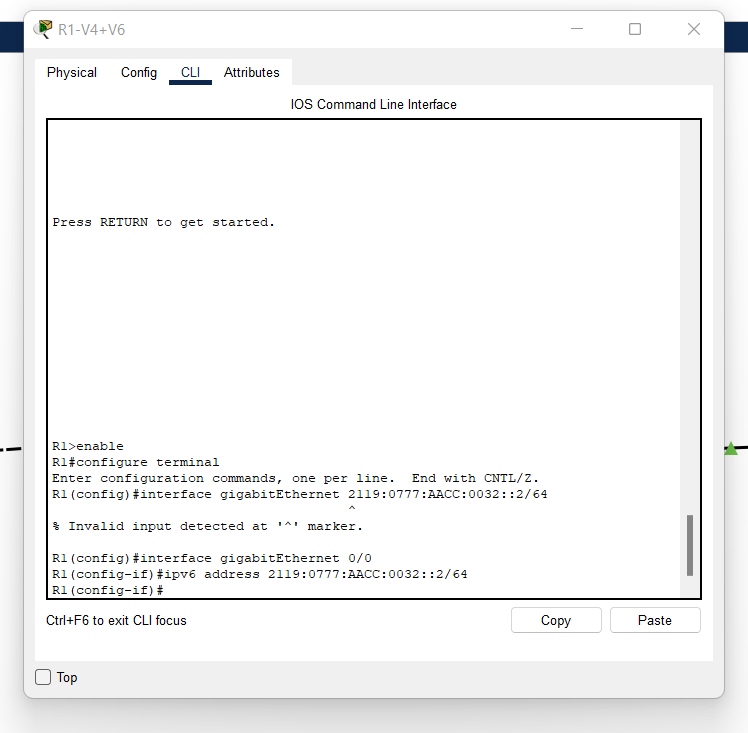 R1-V4+V6
Physical Config CLI Attributes
IOS Command Line Interface
Press RETURN to get started.
R1>enable
R1#configure terminal
Enter configuration commands, one per line.  End with CNTL/Z.
R1(config)#interface gigabitEthernet 2119:0777:AACC:0032::2/64
^
% Invalid input detected at '^' marker.
R1(config)#interface gigabitEthernet 0/0
R1(config-if)#ipv6 address 2119:0777:AACC:0032::2/64
R1(config-if)#
Ctrl+F6 to exit CLI focus
Copy Paste
Top